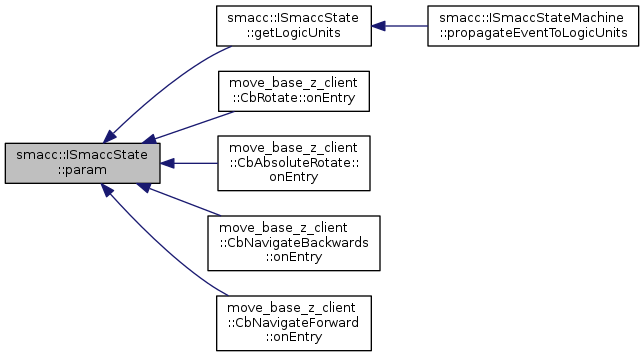 smacc::ISmaccState
::getLogicUnits
smacc::ISmaccStateMachine
::propagateEventToLogicUnits
move_base_z_client
::CbRotate::onEntry
smacc::ISmaccState
::param
move_base_z_client
::CbAbsoluteRotate::
onEntry
move_base_z_client
::CbNavigateBackwards
::onEntry
move_base_z_client
::CbNavigateForward
::onEntry